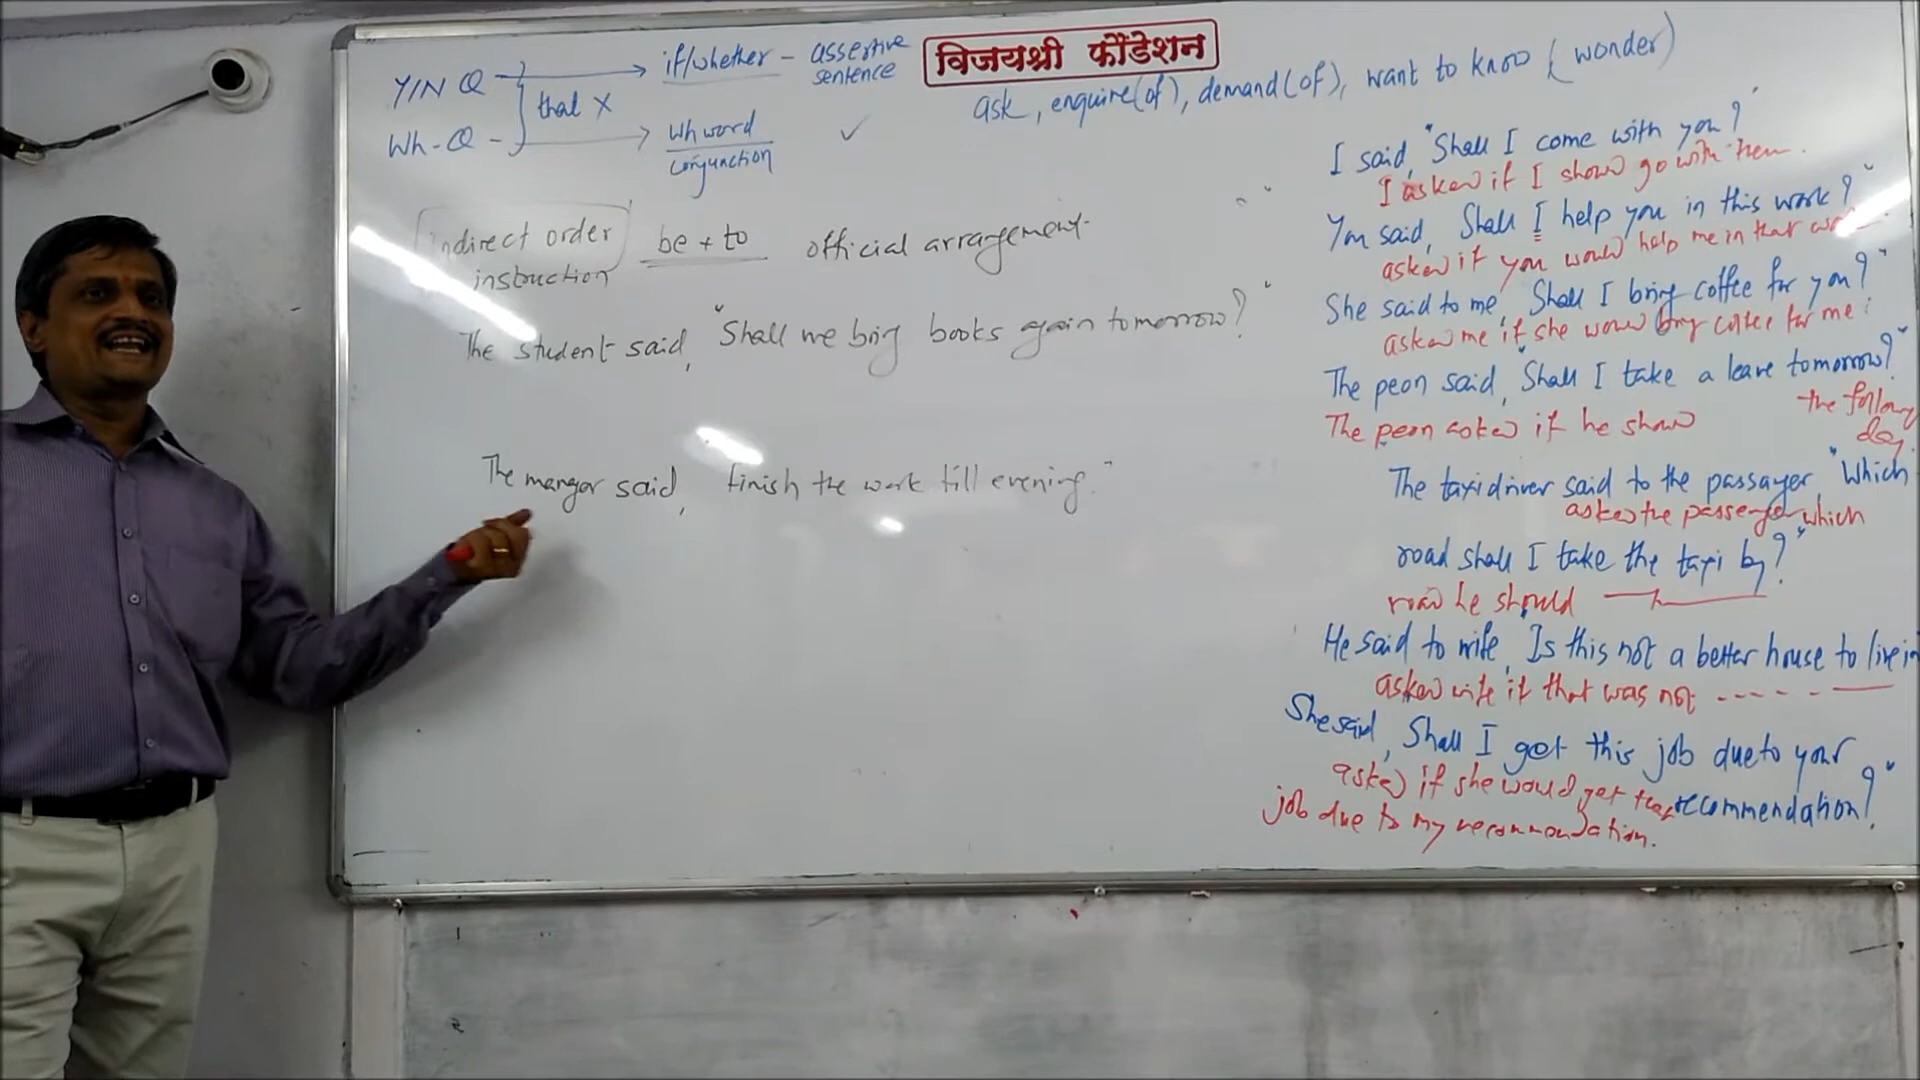 विजयश्री फौंडेशन
Y/N Q if/whether - assertive
sentence
that X
Wh-Q - Wh word
conjunction
ask, enquire(of), demand(of), want to know (wonder)
indirect order be + to official arrangement.
instruction
The student said, "Shall we bring books again tomorrow?"
The mangar said, finish the work till evening."
I said, "Shall I come with you?"
I asked if I should go with them.
You said, Shall I help you in this work?"
asked if you would help me in that
She said to me, Shall I bring coffee for you?"
asked me if she would bring coffee for me.
The peon said, "Shall I take a leave tomorrow?"
The peon asked if he should the following
day
The taxi driver said to the passager, "Which
asked the passenger which
road shall I take the taxi by?"
road he should
He said to wife, Is this not a better house to live in
asked wife if that was not -----
She said, Shall I get this job due to your
recommendation?"
asked if she would get that
job due to my recommondation.